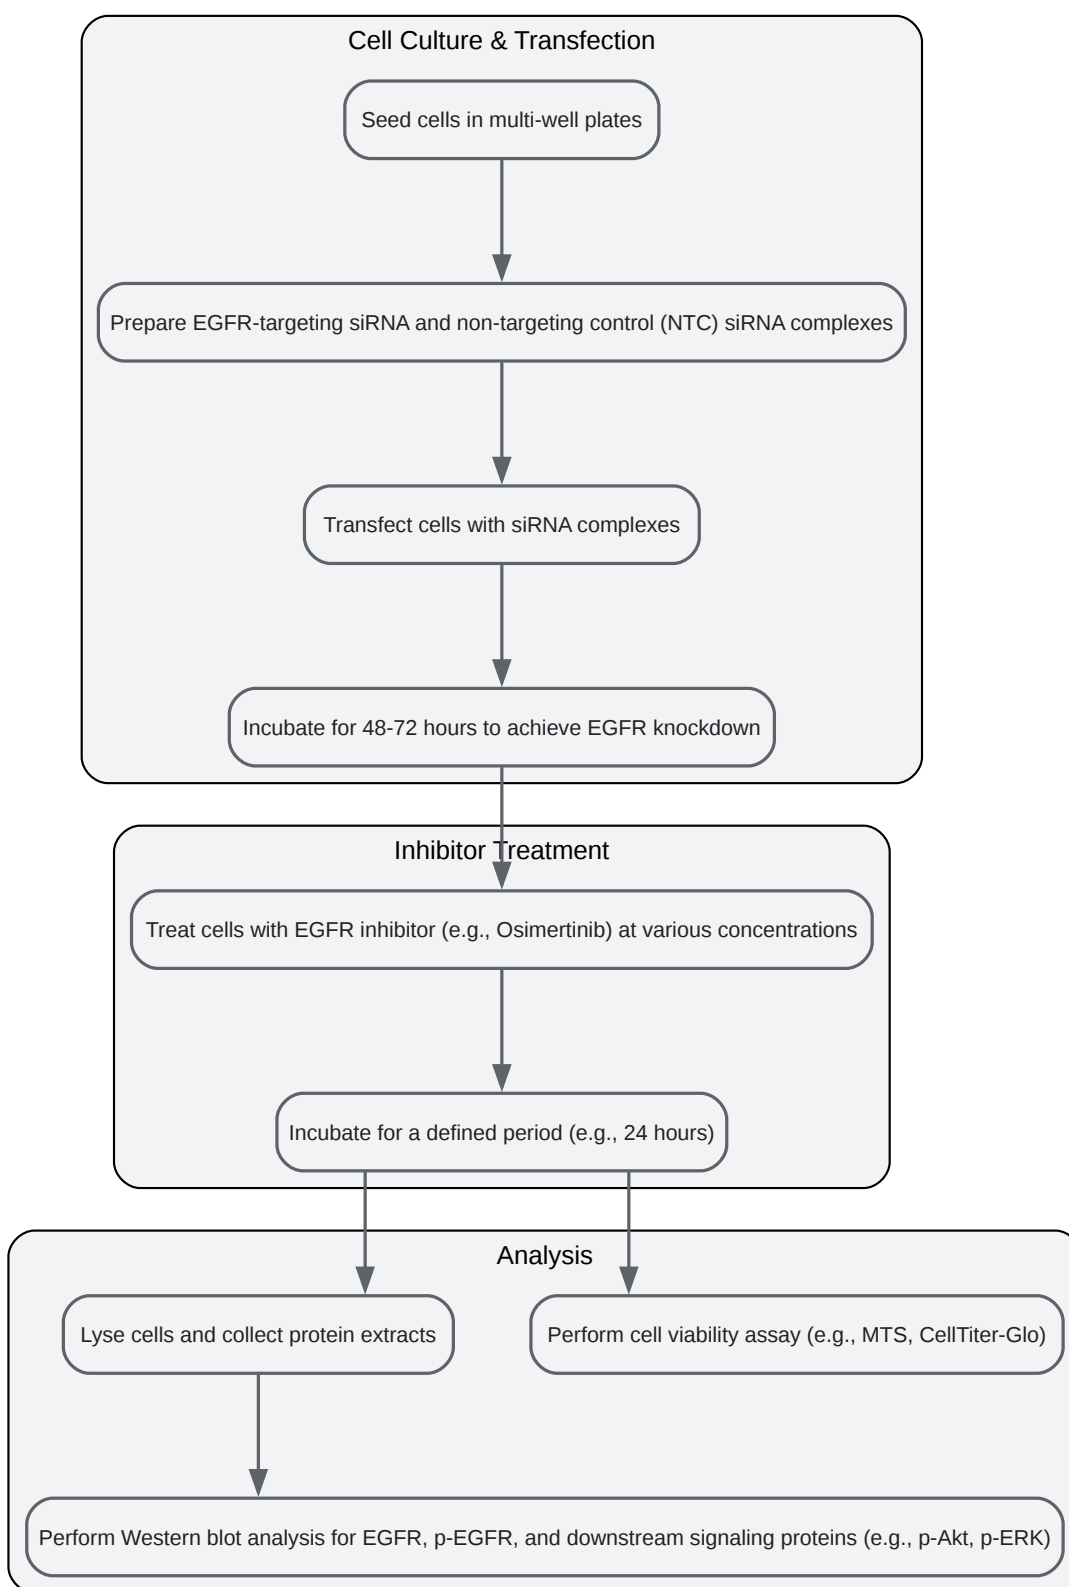 Cell Culture & Transfection
Seed cells in multi-well plates
Prepare EGFR-targeting siRNA and non-targeting control (NTC) siRNA complexes
Transfect cells with siRNA complexes
Incubate for 48-72 hours to achieve EGFR knockdown
Inhibitor Treatment
Treat cells with EGFR inhibitor (e.g., Osimertinib) at various concentrations
Incubate for a defined period (e.g., 24 hours)
Analysis
Lyse cells and collect protein extracts
Perform cell viability assay (e.g., MTS, CellTiter-Glo)
Perform Western blot analysis for EGFR, p-EGFR, and downstream signaling proteins (e.g., p-Akt, p-ERK)